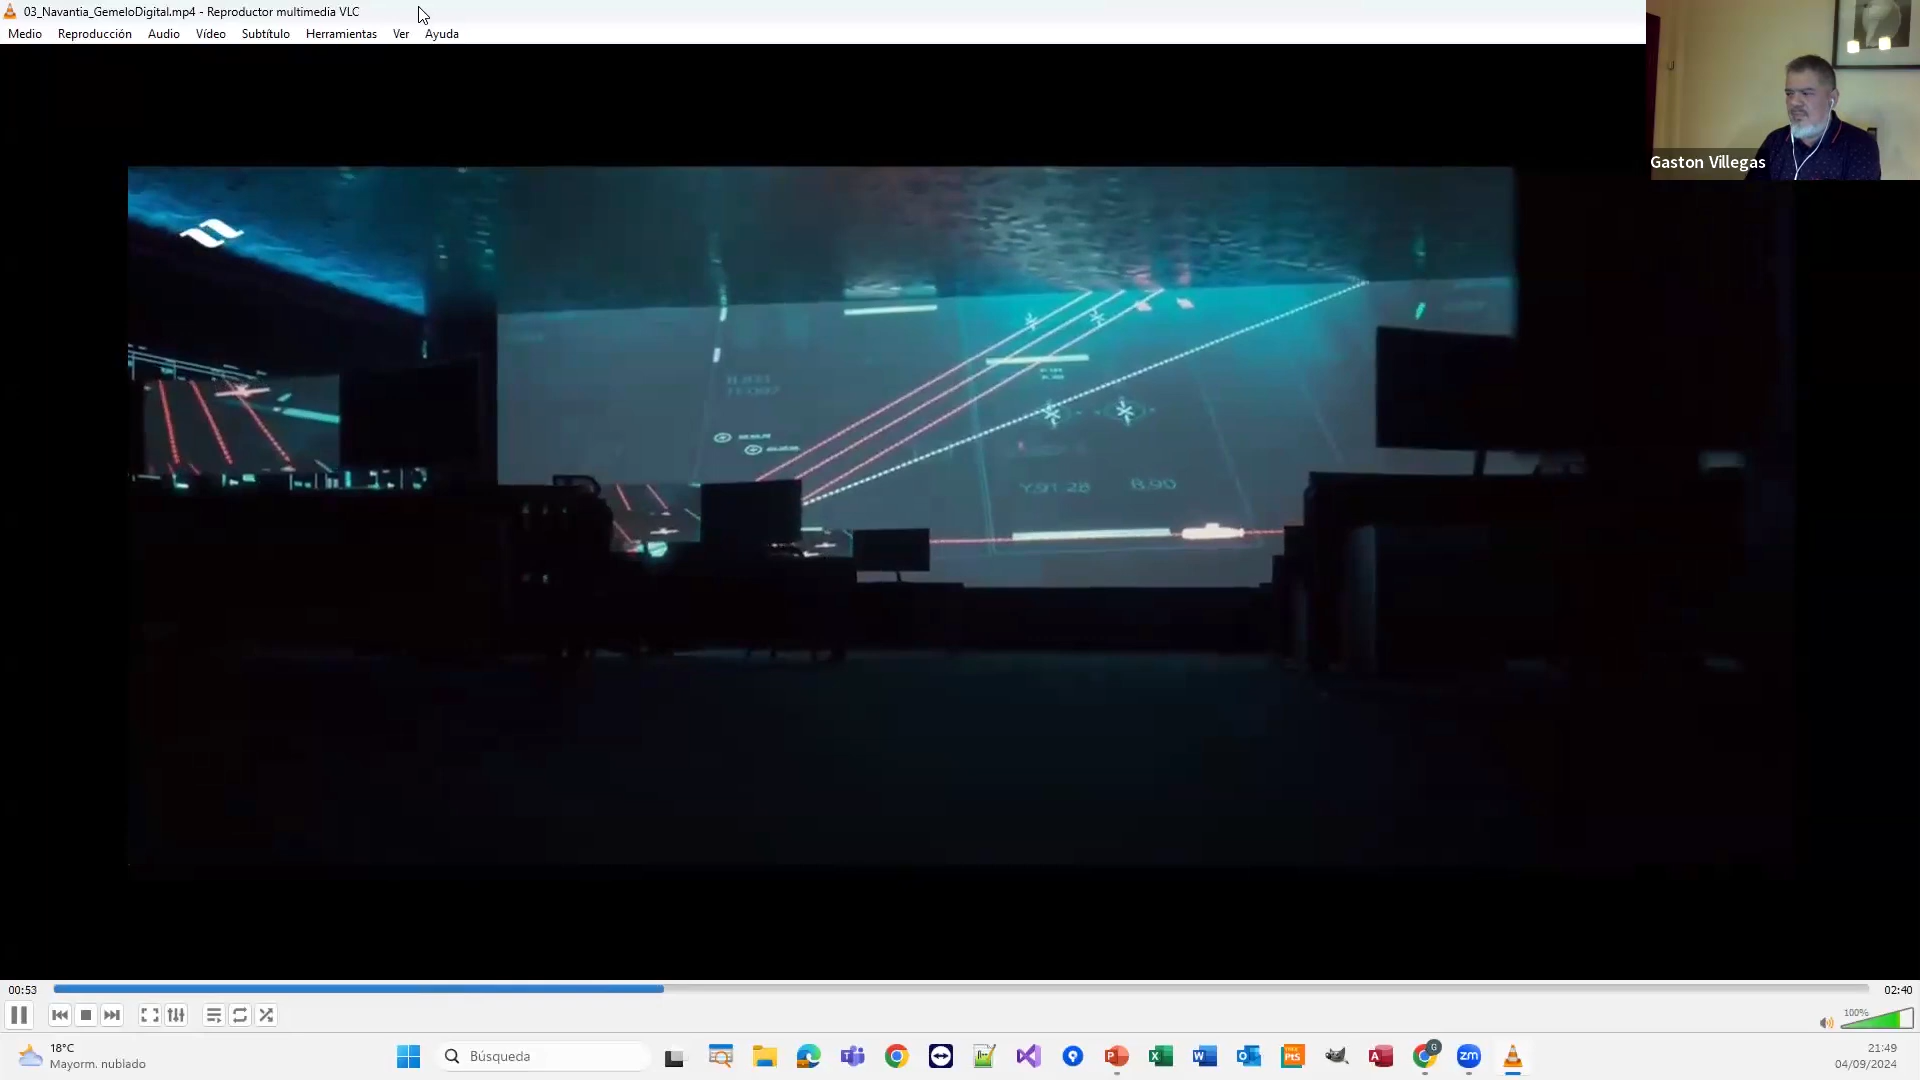 03_Navantia_GemeloDigital.mp4 - Reproductor multimedia VLC
Medio Reproducción Audio Vídeo Subtítulo Herramientas Ver Ayuda
Gaston Villegas
Y.91 28 B.90
00:53
02:40
100%
18°C
Mayorm. nublado
Búsqueda
21:49
04/09/2024